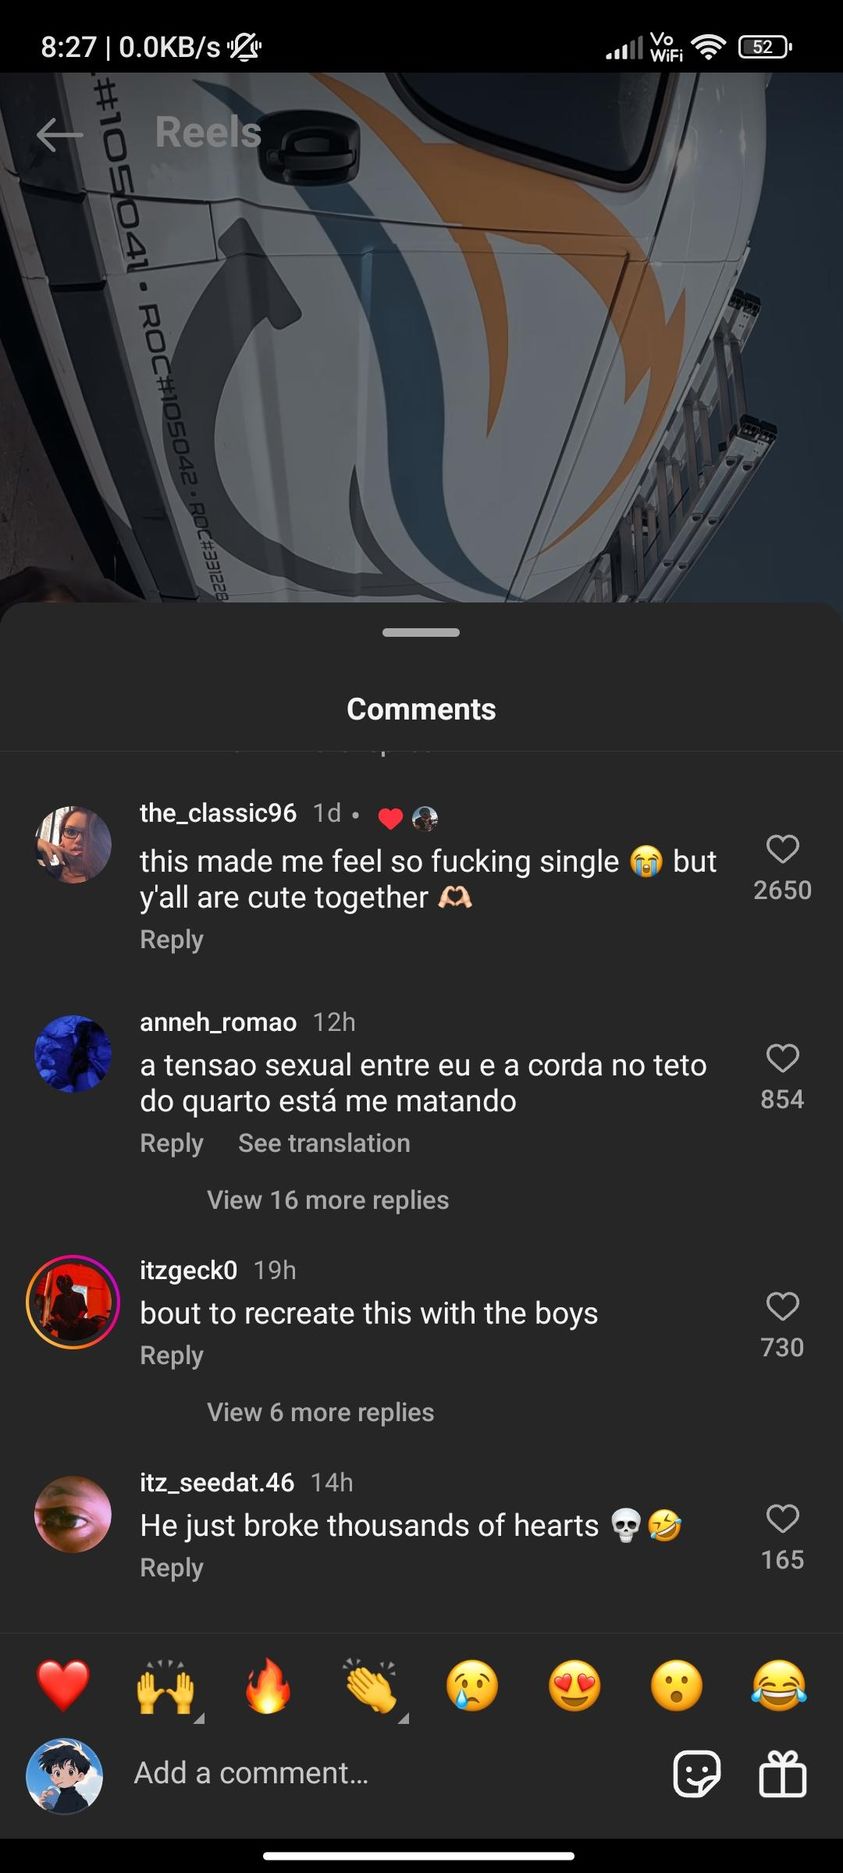 8:27 | 0.0KB/s
Vo
WiFi
52
Reels
#105041 • ROC#105042 • ROC#331228
Comments
the_classic96 1d • ❤️
this made me feel so fucking single 😭 but
y'all are cute together 🫶🏻
2650
Reply
anneh_romao 12h
a tensao sexual entre eu e a corda no teto
do quarto está me matando
854
Reply See translation
View 16 more replies
itzgeck0 19h
bout to recreate this with the boys
730
Reply
View 6 more replies
itz_seedat.46 14h
He just broke thousands of hearts 💀🤣
165
Reply
❤️ 🙌 🔥 👏 😢 😍 😮 😂
Add a comment...